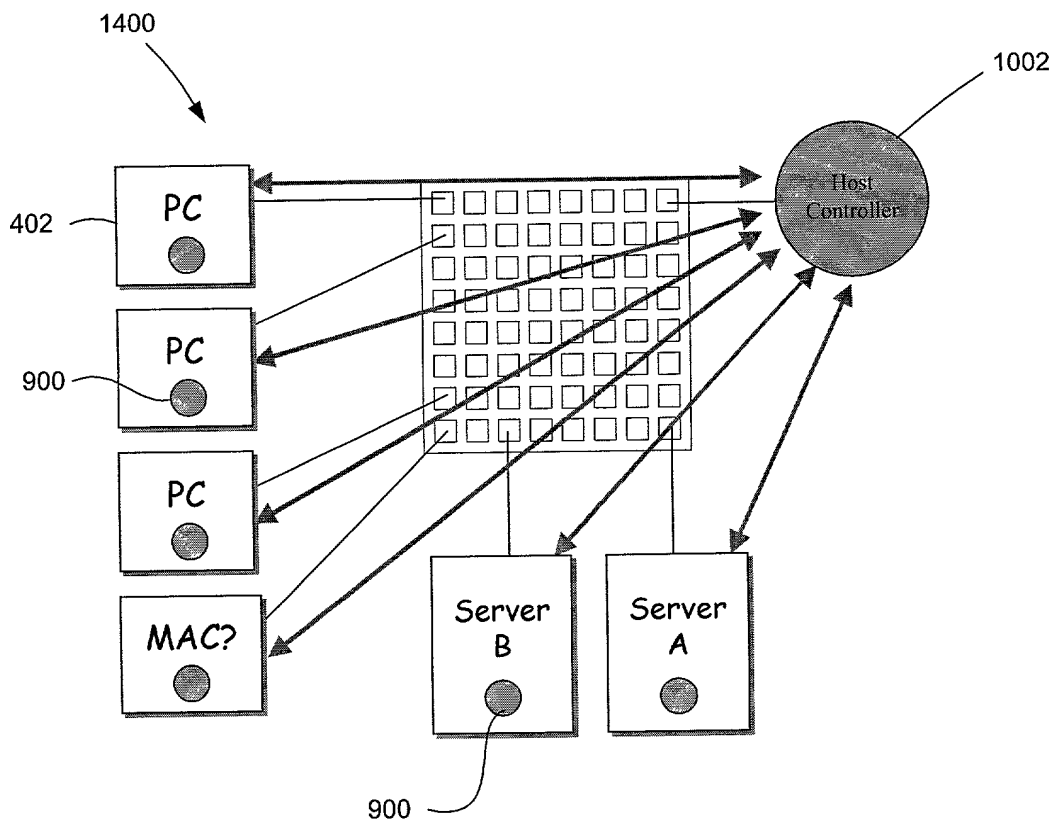 1400
1002
PC
Host
Controller
402
PC
900
PC
MAC?
Server
B
Server
A
900